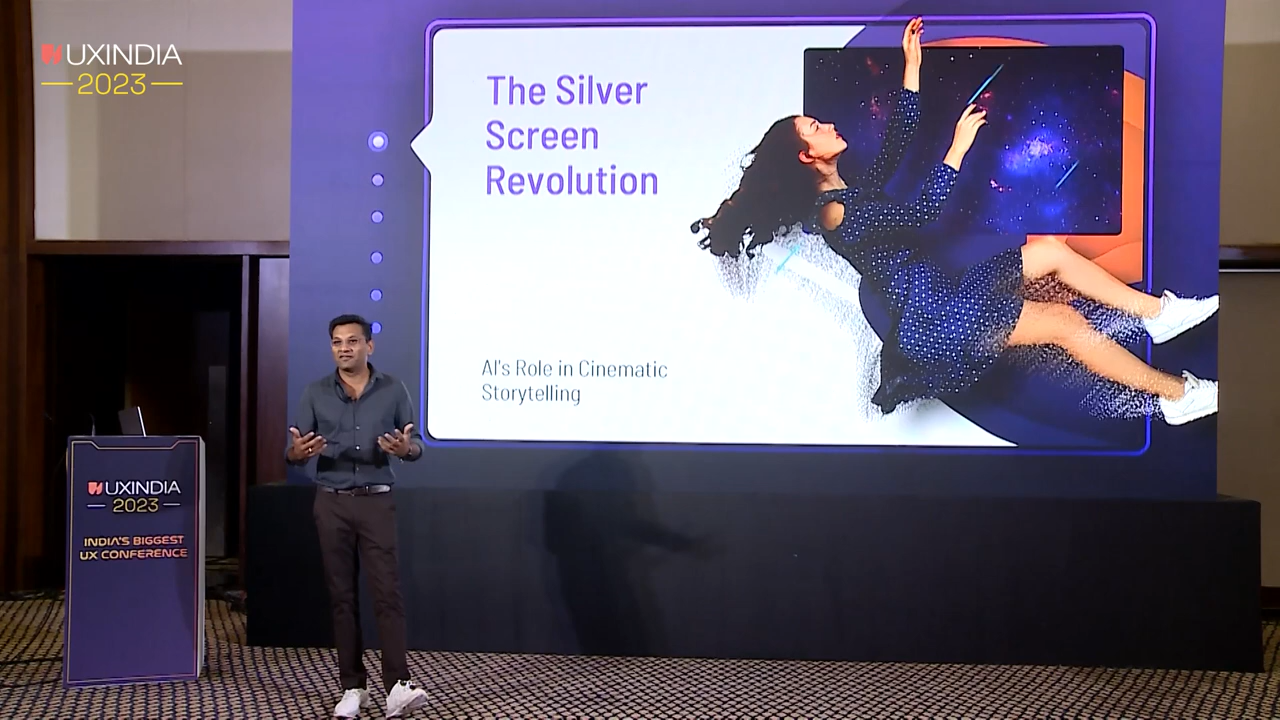 UXINDIA
2023
The Silver
Screen
Revolution
AI's Role in Cinematic
Storytelling
UXINDIA
2023
INDIA'S BIGGEST
UX CONFERENCE